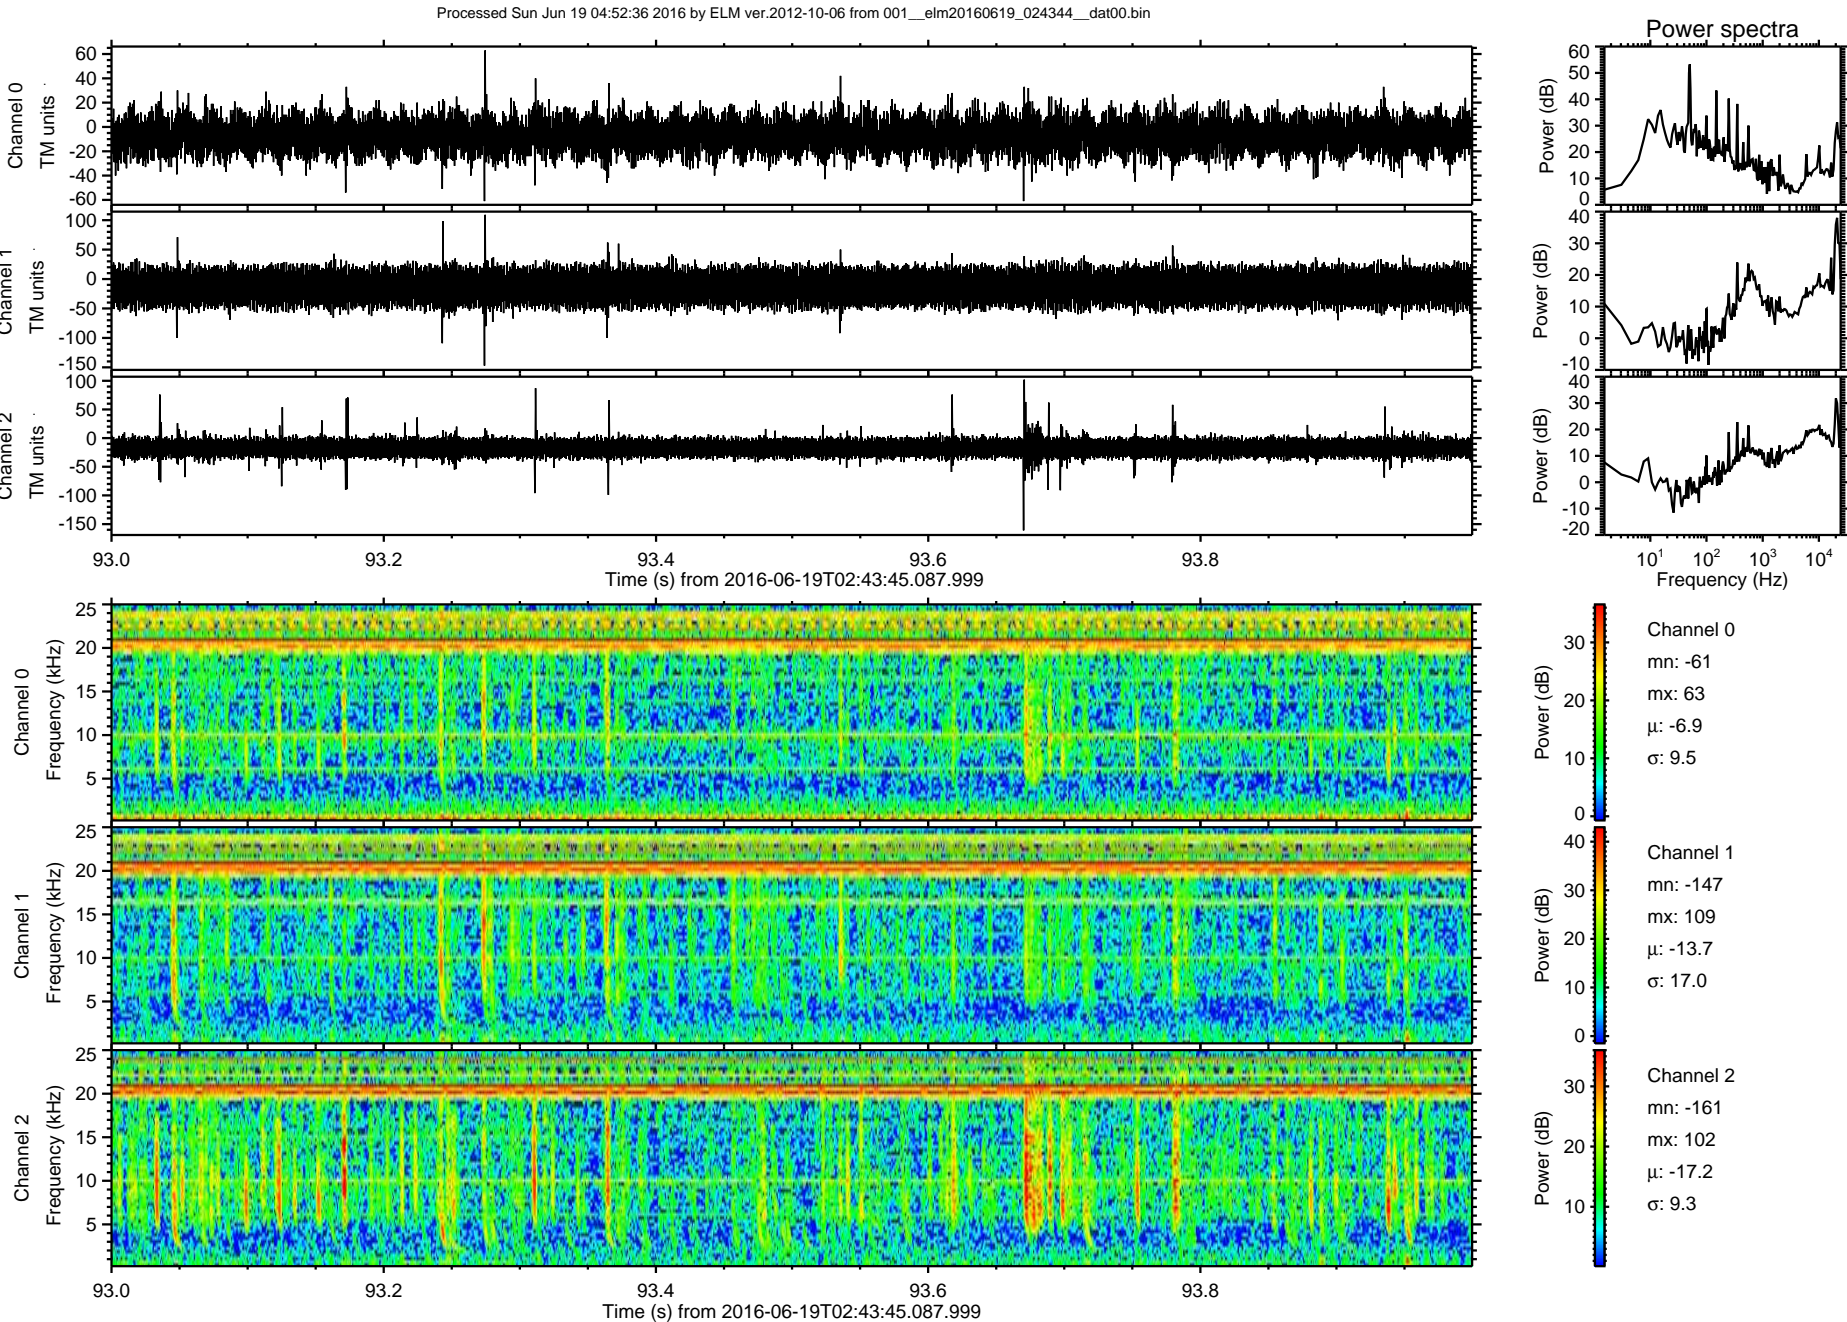 Processed Sun Jun 19 04:52:36 2016 by ELM ver.2012-10-06 from 001__elm20160619_024344__dat00.bin
Power spectra
Channel 0
TM units
60
40
20
0
-20
-40
-60
Power (dB)
60
50
40
30
20
10
0
Channel 1
TM units
100
50
0
-50
-100
-150
Power (dB)
40
30
20
10
0
-10
Channel 2
TM units
100
50
0
-50
-100
-150
Power (dB)
40
30
20
10
0
-10
-20
93.0 93.2 93.4 93.6 93.8
Time (s) from 2016-06-19T02:43:45.087.999
10¹ 10² 10³ 10⁴
Frequency (Hz)
Channel 0
Frequency (kHz)
25
20
15
10
5
Power (dB)
30
20
10
0
Channel 0
mn: -61
mx: 63
μ: -6.9
σ: 9.5
Channel 1
Frequency (kHz)
25
20
15
10
5
Power (dB)
40
30
20
10
0
Channel 1
mn: -147
mx: 109
μ: -13.7
σ: 17.0
Channel 2
Frequency (kHz)
25
20
15
10
5
Power (dB)
30
20
10
Channel 2
mn: -161
mx: 102
μ: -17.2
σ: 9.3
93.0 93.2 93.4 93.6 93.8
Time (s) from 2016-06-19T02:43:45.087.999